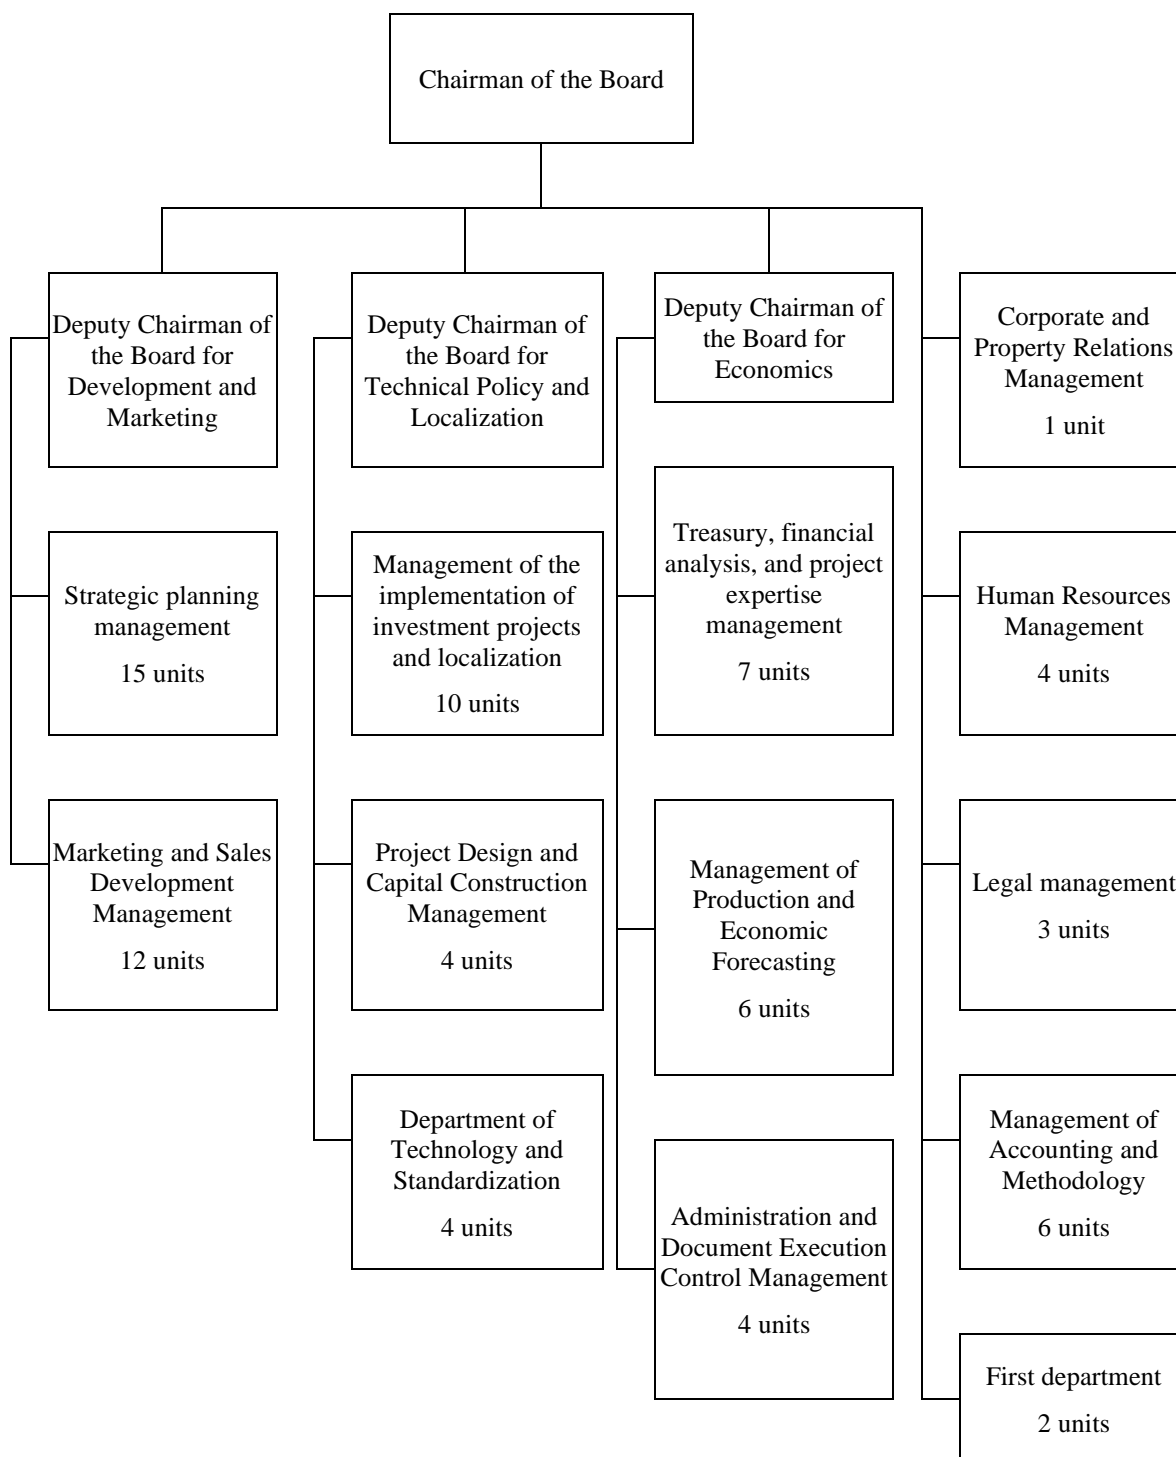 Chairman of the Board
Deputy Chairman of
the Board for
Development and
Marketing
Strategic planning
management
15 units
Marketing and Sales
Development
Management
12 units
Deputy Chairman of
the Board for
Technical Policy and
Localization
Management of the
implementation of
investment projects
and localization
10 units
Project Design and
Capital Construction
Management
4 units
Department of
Technology and
Standardization
4 units
Deputy Chairman of
the Board for
Economics
Treasury, financial
analysis, and project
expertise
management
7 units
Management of
Production and
Economic
Forecasting
6 units
Administration and
Document Execution
Control Management
4 units
Corporate and
Property Relations
Management
1 unit
Human Resources
Management
4 units
Legal management
3 units
Management of
Accounting and
Methodology
6 units
First department
2 units